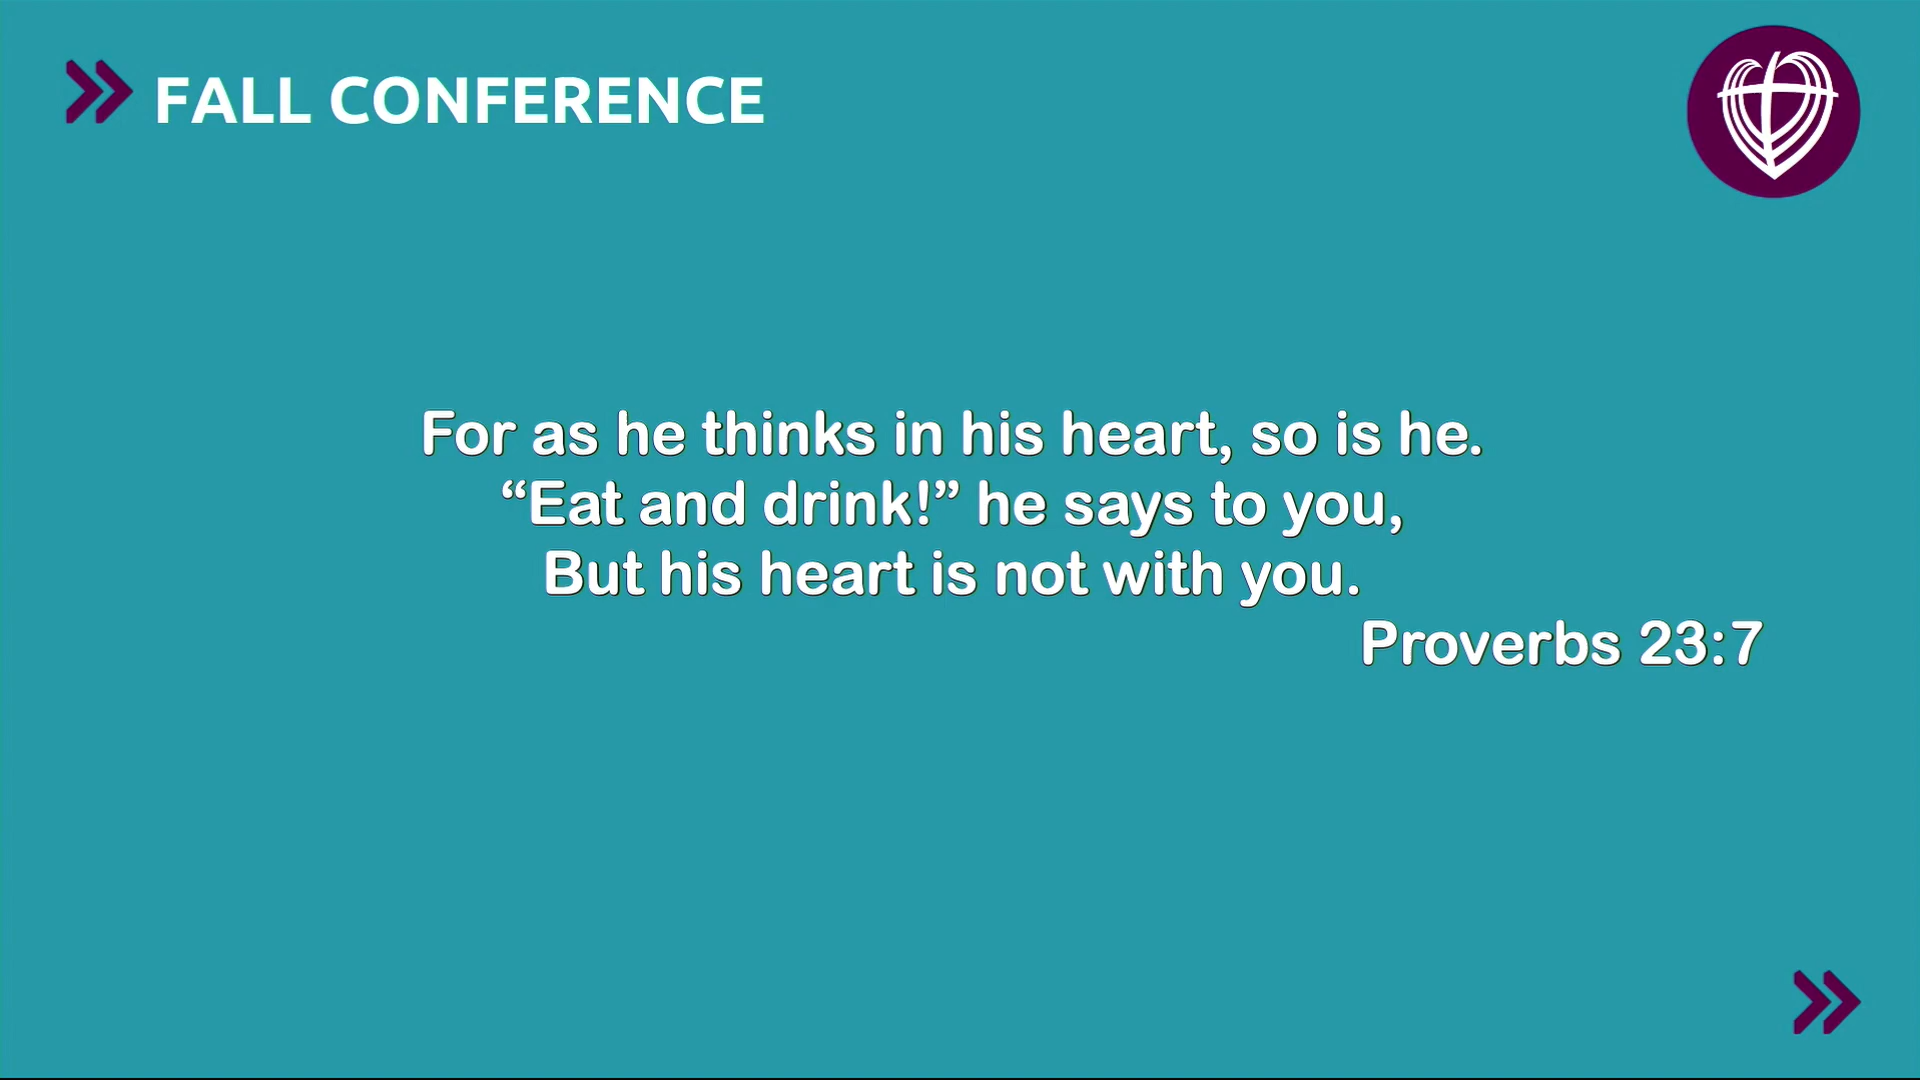 FALL CONFERENCE
For as he thinks in his heart, so is he.
“Eat and drink!” he says to you,
But his heart is not with you.
Proverbs 23:7